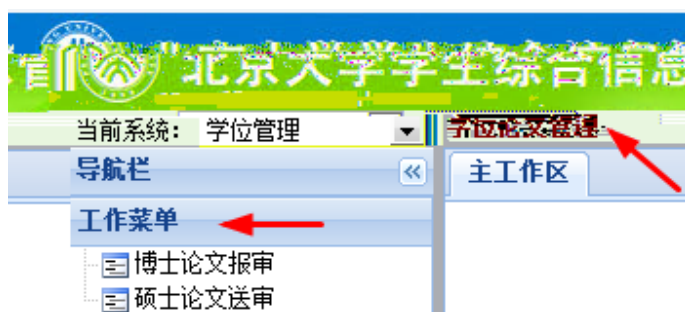 北京大学学生综合信息
当前系统： 学位管理 学位论文管理
导航栏 主工作区
工作菜单
博士论文报审
硕士论文送审